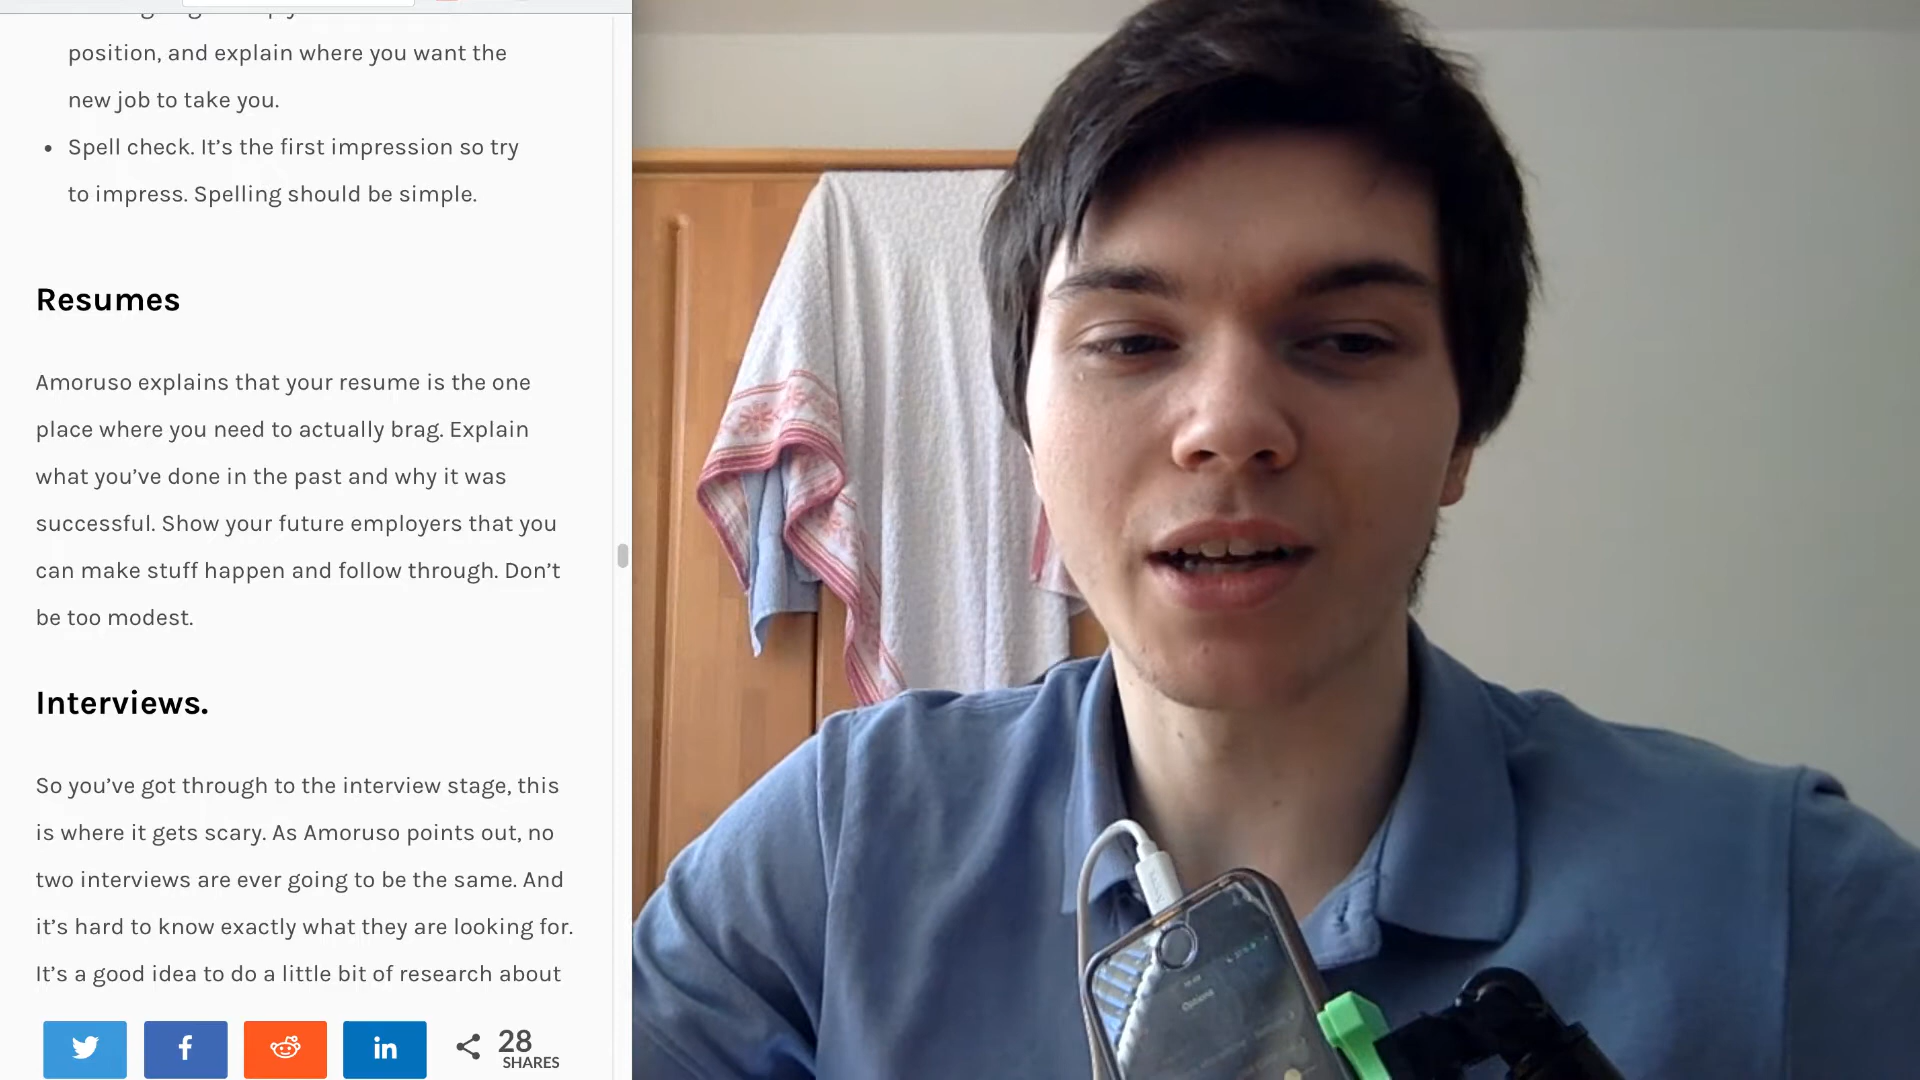 position, and explain where you want the
new job to take you.
• Spell check. It’s the first impression so try
to impress. Spelling should be simple.
Resumes
Amoruso explains that your resume is the one
place where you need to actually brag. Explain
what you’ve done in the past and why it was
successful. Show your future employers that you
can make stuff happen and follow through. Don’t
be too modest.
Interviews.
So you’ve got through to the interview stage, this
is where it gets scary. As Amoruso points out, no
two interviews are ever going to be the same. And
it’s hard to know exactly what they are looking for.
It’s a good idea to do a little bit of research about
28
SHARES
Options